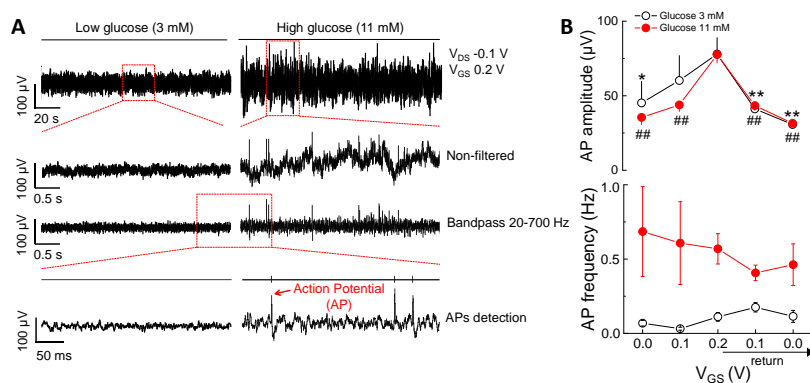 A
Low glucose (3 mM)
High glucose (11 mM)
V_DS -0.1 V
V_GS 0.2 V
100 µV
20 s
Non-filtered
100 µV
0.5 s
Bandpass 20-700 Hz
100 µV
0.5 s
Action Potential
(AP)
APs detection
100 µV
50 ms
B
Glucose 3 mM
Glucose 11 mM
AP amplitude (µV)
100
50
0
*
**
**
##
##
##
##
AP frequency (Hz)
1.0
0.5
0
0.0 0.1 0.2 0.1 0.0
return
V_GS (V)